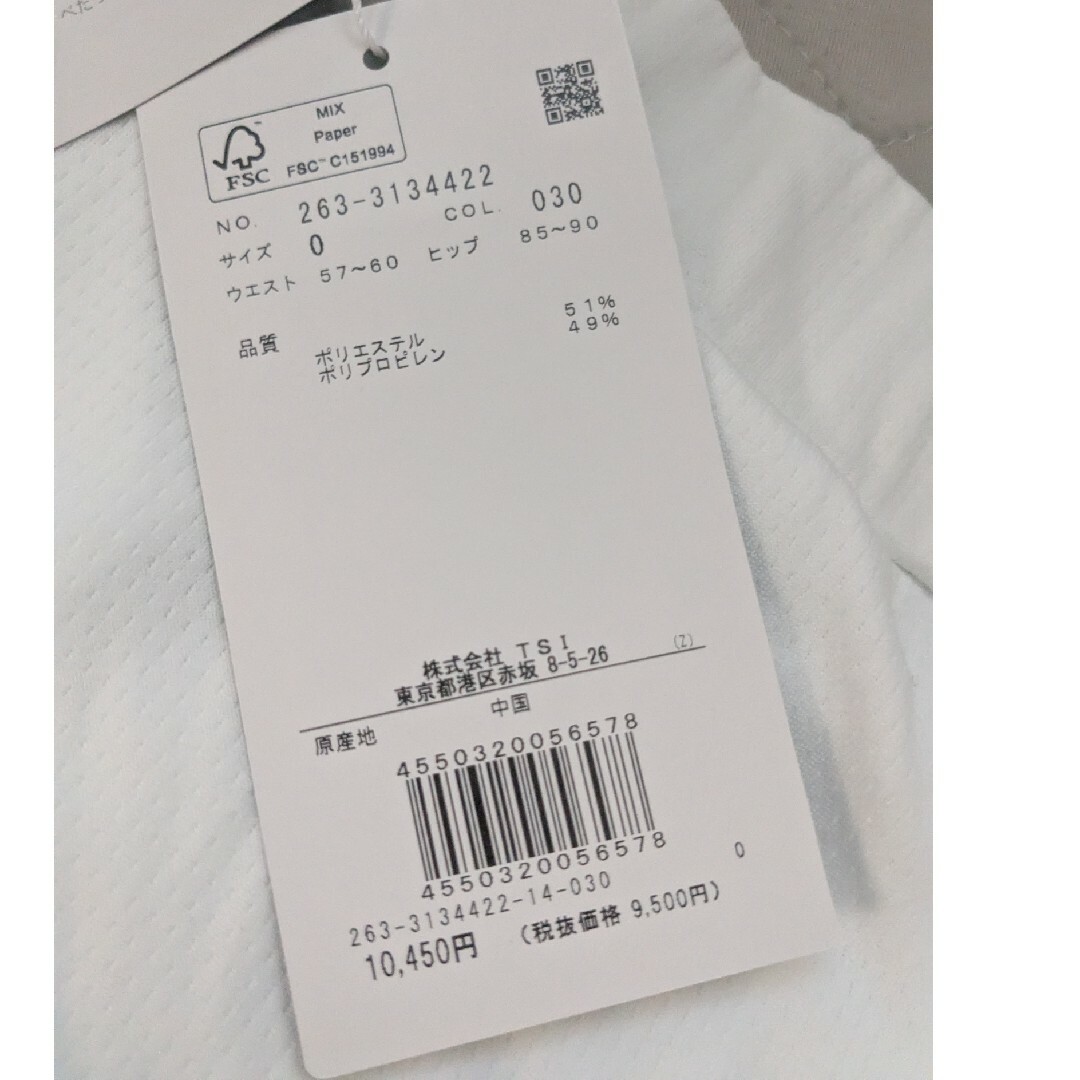 MIX
Paper
FSC™ C151994
FSC
NO. 263-3134422
COL. 030
サイズ 0
ウエスト 57～60 ヒップ 85～90
品質
ポリエステル 51%
ポリプロピレン 49%
株式会社 TSI
東京都港区赤坂 8-5-26 (Z)
原産地 中国
4550320056578
4550320056578
263-3134422-14-030 0
10,450円 (税抜価格 9,500円)